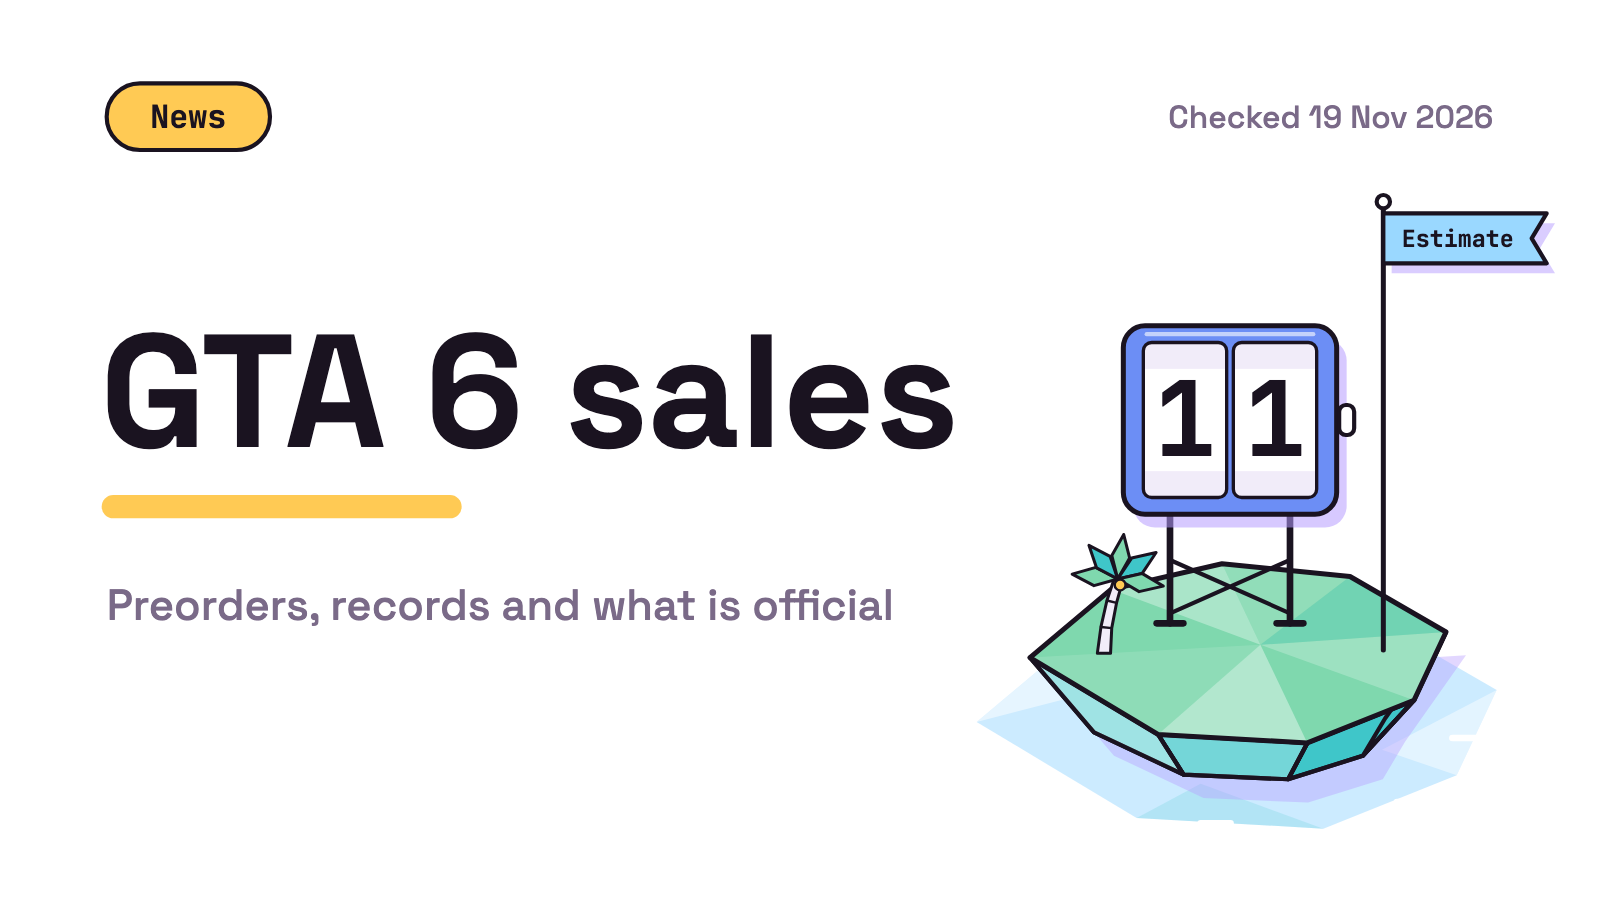 News
Checked 19 Nov 2026
Estimate
GTA 6 sales
11
Preorders, records and what is official